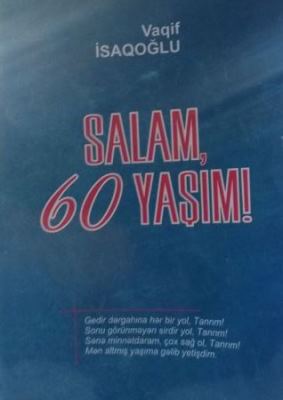 Vaqif
İSAQOĞLU
SALAM,
60 YAŞIM!
Gedir dərgahına hər bir yol, Tanrım!
Sonu görünməyən sirdir yol, Tanrım!
Sənə minnətdaram, çox sağ ol, Tanrım!
Mən altmış yaşıma gəlib yetişdim.